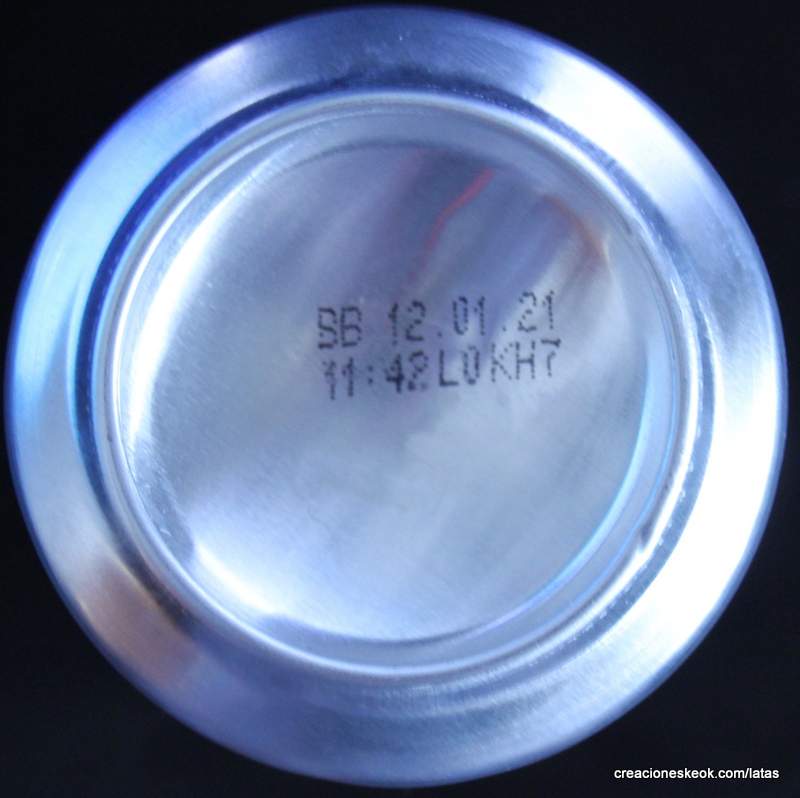 BB 12.01.21
11:42L0KH7
creacioneskeok.com/latas